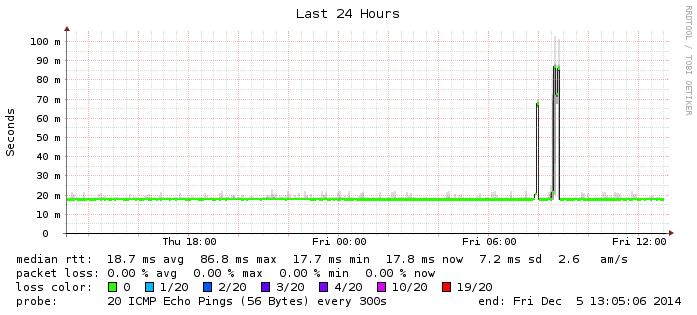 Last 24 Hours
RRDTOOL / TOBI OETIKER
Seconds
100 m
90 m
80 m
70 m
60 m
50 m
40 m
30 m
20 m
10 m
0
Thu 18:00 Fri 00:00 Fri 06:00 Fri 12:00
median rtt: 18.7 ms avg 86.8 ms max 17.7 ms min 17.8 ms now 7.2 ms sd 2.6 am/s
packet loss: 0.00 % avg 0.00 % max 0.00 % min 0.00 % now
loss color: 0 1/20 2/20 3/20 4/20 10/20 19/20
probe: 20 ICMP Echo Pings (56 Bytes) every 300s end: Fri Dec 5 13:05:06 2014